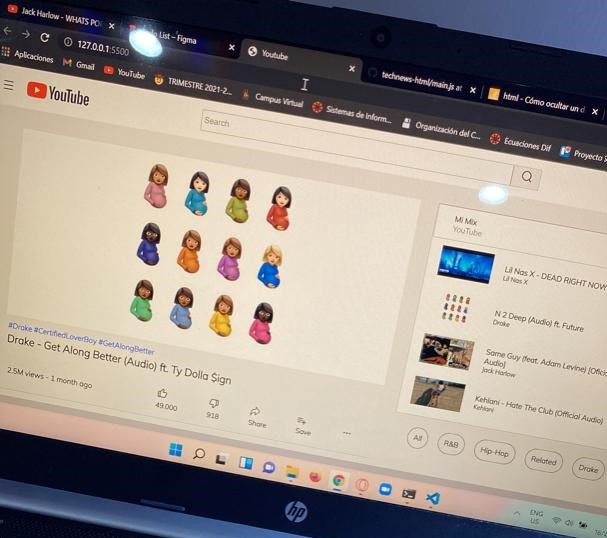 Jack Harlow - WHATS PO
List – Figma
Youtube
technews-html/main.js at
html - Cómo ocultar un d
127.0.0.1:5500
Aplicaciones
Gmail
YouTube
TRIMESTRE 2021-2...
Campus Virtual
Sistemas de Inform...
Organización del C...
Ecuaciones Dif
Proyecto
YouTube
Search
Mi Mix
YouTube
Lil Nas X - DEAD RIGHT NOW
Lil Nas X
N 2 Deep (Audio) ft. Future
Drake
Same Guy (feat. Adam Levine) [Ofici
Audio]
Jack Harlow
Kehlani - Hate The Club (Official Audio)
Kehlani
#Drake #CertifiedLoverBoy #GetAlongBetter
Drake - Get Along Better (Audio) ft. Ty Dolla $ign
2.5M views - 1 month ago
49.000
918
Share
Save
...
All
R&B
Hip-Hop
Related
Drake
ENG
US
hp